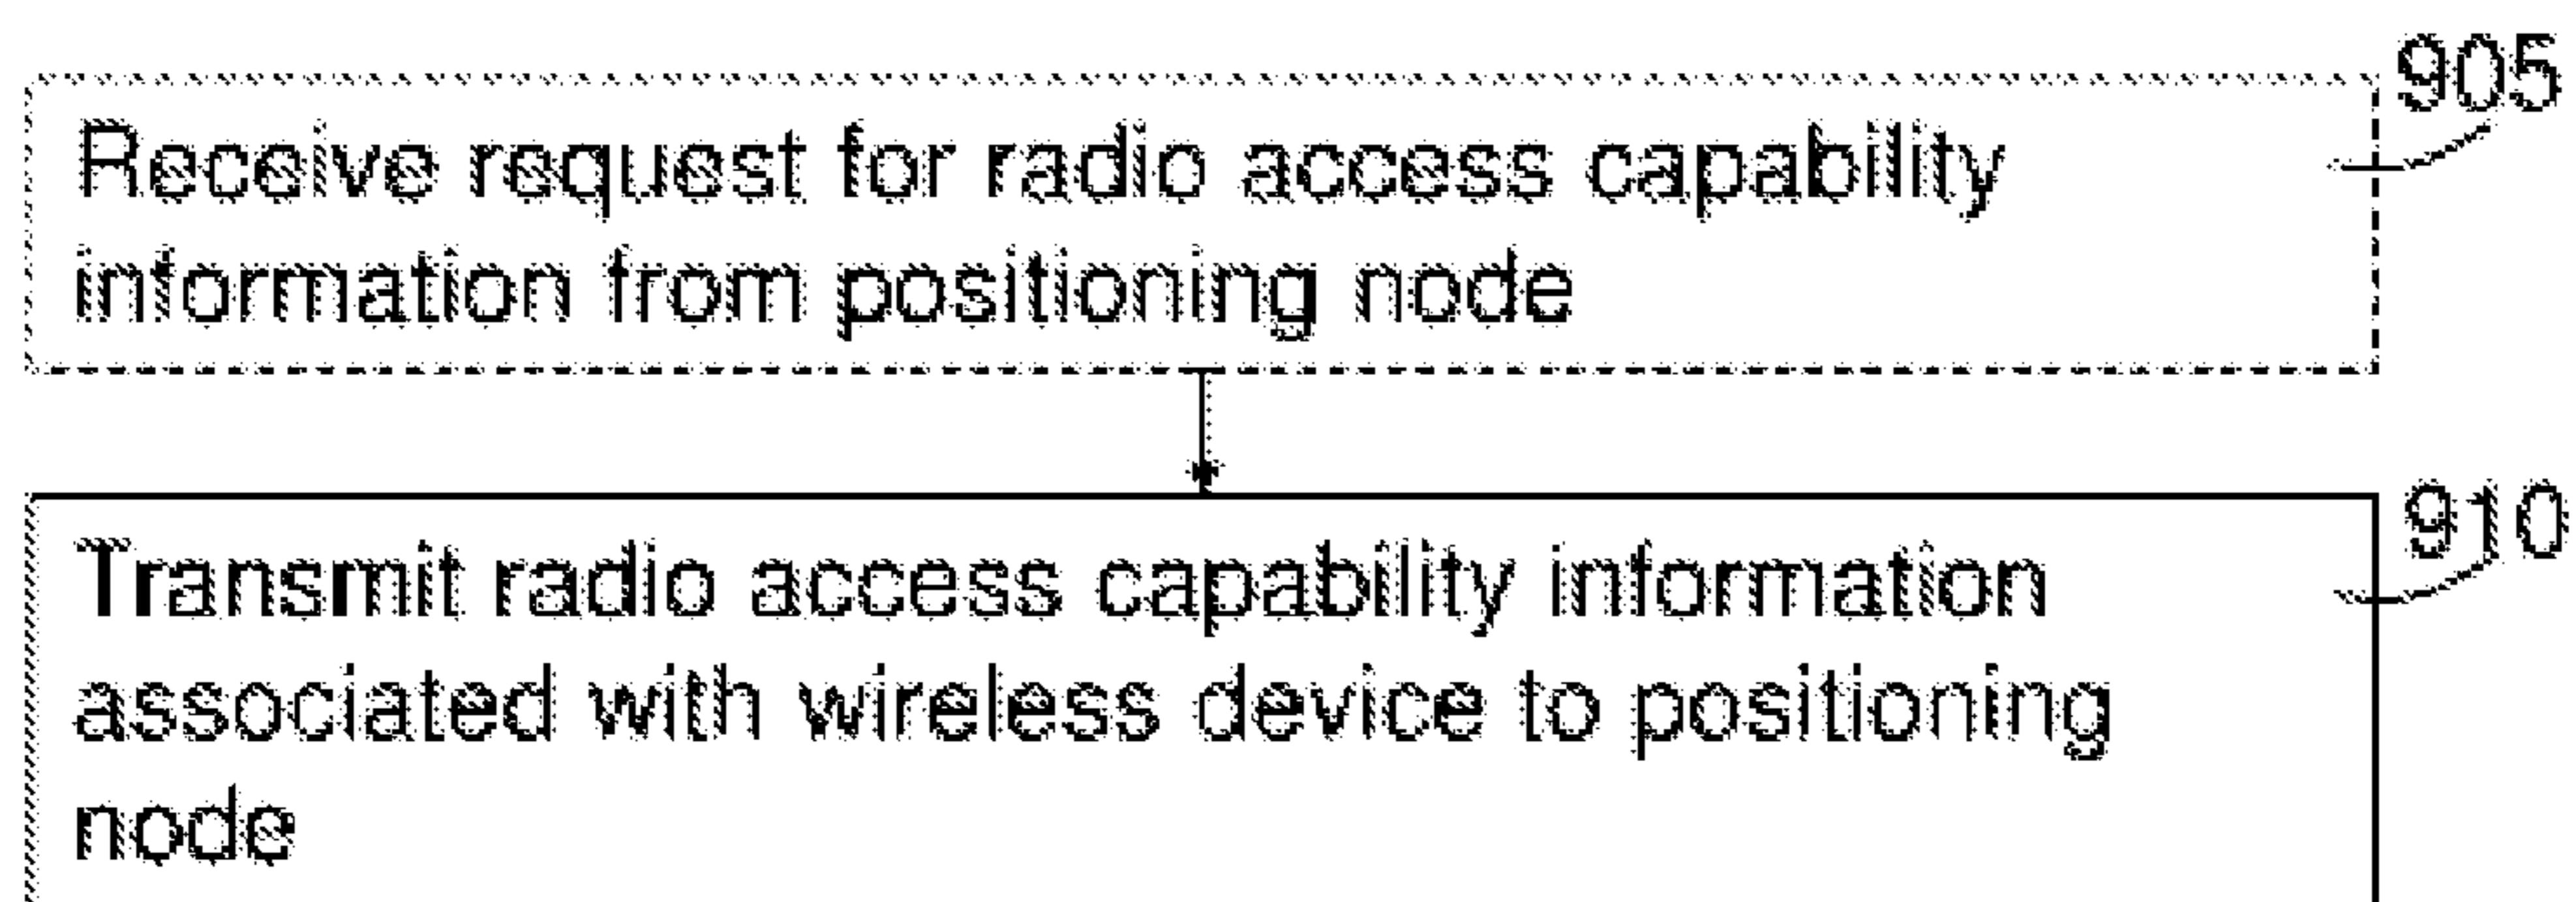 905
Receive request for radio access capability
information from positioning node
910
Transmit radio access capability information
associated with wireless device to positioning
node